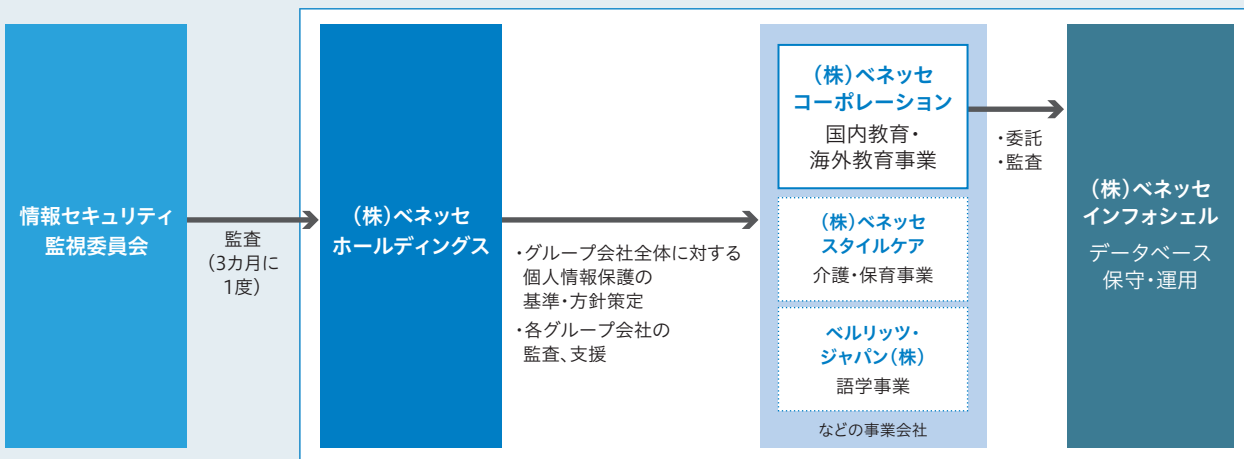 情報セキュリティ
監視委員会
監査
（3カ月に
1度）
（株）ベネッセ
ホールディングス
・グループ会社全体に対する
個人情報保護の
基準・方針策定
・各グループ会社の
監査、支援
（株）ベネッセ
コーポレーション
国内教育・
海外教育事業
（株）ベネッセ
スタイルケア
介護・保育事業
ベルリッツ・
ジャパン（株）
語学事業
などの事業会社
・委託
・監査
（株）ベネッセ
インフォシェル
データベース
保守・運用